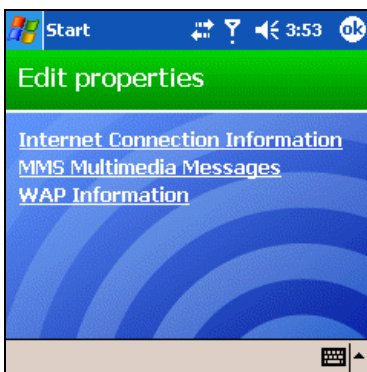 Start 3:53 ok
Edit properties
Internet Connection Information
MMS Multimedia Messages
WAP Information